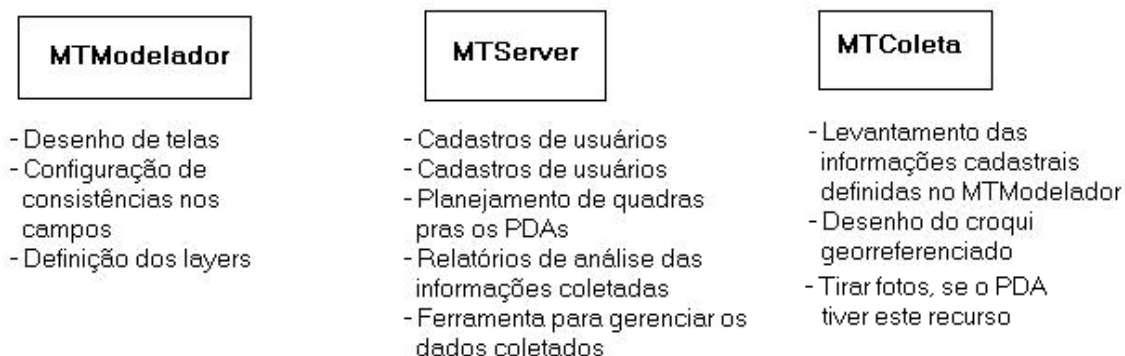 MTModelador
- Desenho de telas
- Configuração de
consistências nos
campos
- Definição dos layers
MTServer
- Cadastros de usuários
- Cadastros de usuários
- Planejamento de quadras
pras os PDAs
- Relatórios de análise das
informações coletadas
- Ferramenta para gerenciar os
dados coletados
MTColeta
- Levantamento das
informações cadastrais
definidas no MTModelador
- Desenho do croqui
georreferenciado
- Tirar fotos, se o PDA
tiver este recurso